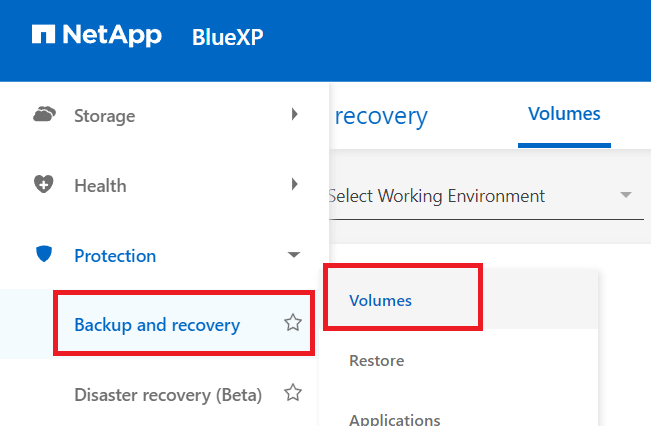 NetApp BlueXP
Storage
Health
Protection
Backup and recovery
Disaster recovery (Beta)
recovery
Volumes
Select Working Environment
Volumes
Restore
Applications